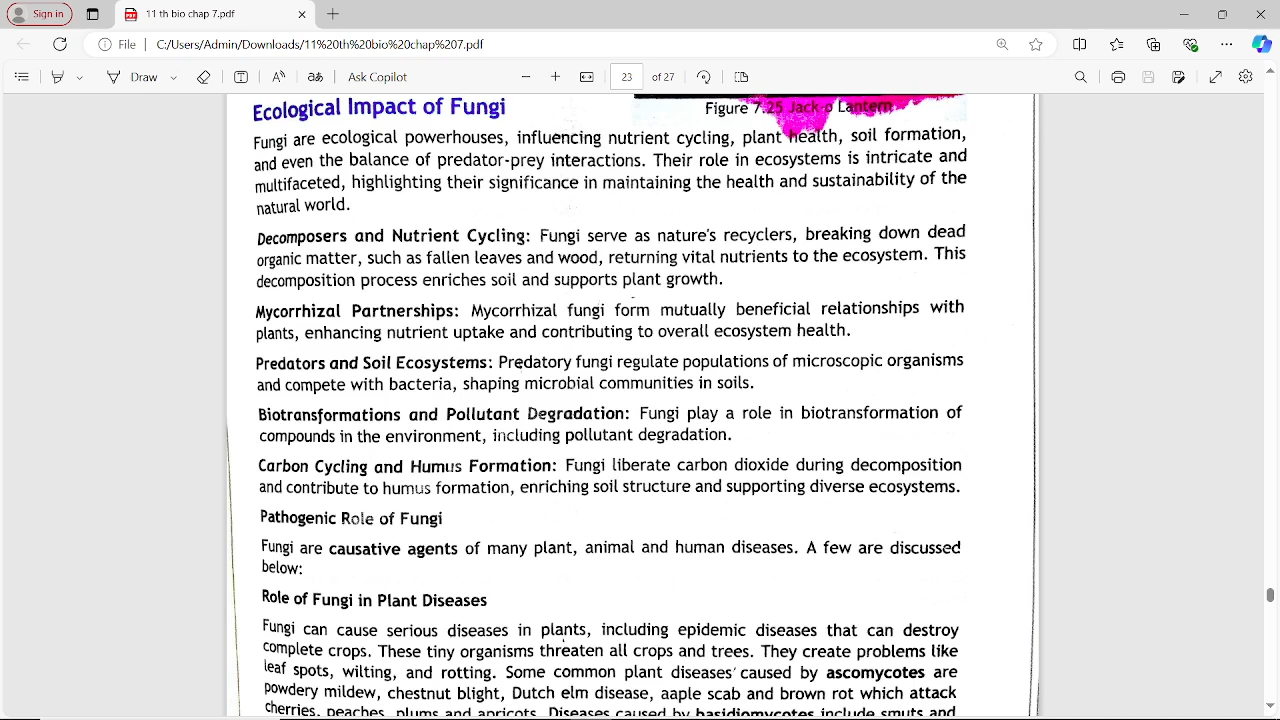 Sign in
11 th bio chap 7.pdf
File
C:/Users/Admin/Downloads/11%20th%20bio%20chap%207.pdf
Draw
Ask Copilot
23 of 27
Ecological Impact of Fungi
Figure 7.25 Jack-o Lantern
Fungi are ecological powerhouses, influencing nutrient cycling, plant health, soil formation,
and even the balance of predator-prey interactions. Their role in ecosystems is intricate and
multifaceted, highlighting their significance in maintaining the health and sustainability of the
natural world.
Decomposers and Nutrient Cycling: Fungi serve as nature's recyclers, breaking down dead
organic matter, such as fallen leaves and wood, returning vital nutrients to the ecosystem. This
decomposition process enriches soil and supports plant growth.
Mycorrhizal Partnerships: Mycorrhizal fungi form mutually beneficial relationships with
plants, enhancing nutrient uptake and contributing to overall ecosystem health.
Predators and Soil Ecosystems: Predatory fungi regulate populations of microscopic organisms
and compete with bacteria, shaping microbial communities in soils.
Biotransformations and Pollutant Degradation: Fungi play a role in biotransformation of
compounds in the environment, including pollutant degradation.
Carbon Cycling and Humus Formation: Fungi liberate carbon dioxide during decomposition
and contribute to humus formation, enriching soil structure and supporting diverse ecosystems.
Pathogenic Role of Fungi
Fungi are causative agents of many plant, animal and human diseases. A few are discussed
below:
Role of Fungi in Plant Diseases
Fungi can cause serious diseases in plants, including epidemic diseases that can destroy
complete crops. These tiny organisms threaten all crops and trees. They create problems like
leaf spots, wilting, and rotting. Some common plant diseases caused by ascomycotes are
powdery mildew, chestnut blight, Dutch elm disease, aaple scab and brown rot which attack
cherries, peaches, plums and apricots. Diseases caused by basidiomycotes include smuts and